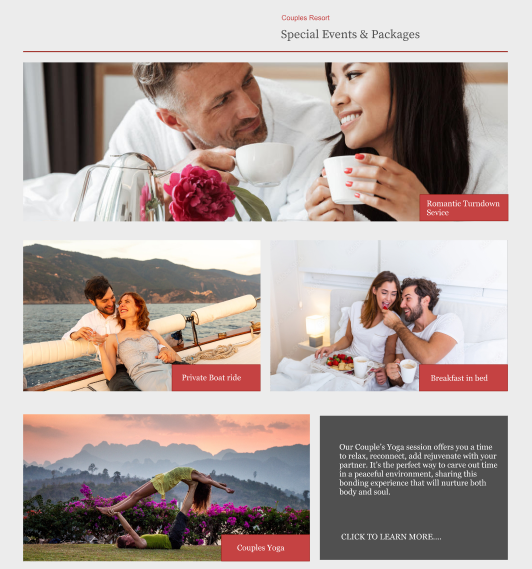 Couples Resort
Special Events & Packages
Romantic Turndown
Sevice
Private Boat ride
Breakfast in bed
Couples Yoga
Our Couple's Yoga session offers you a time
to relax, reconnect, add rejuvenate with your
partner. It's the perfect way to carve out time
in a peaceful environment, sharing this
bonding experience that will nurture both
body and soul.
CLICK TO LEARN MORE....